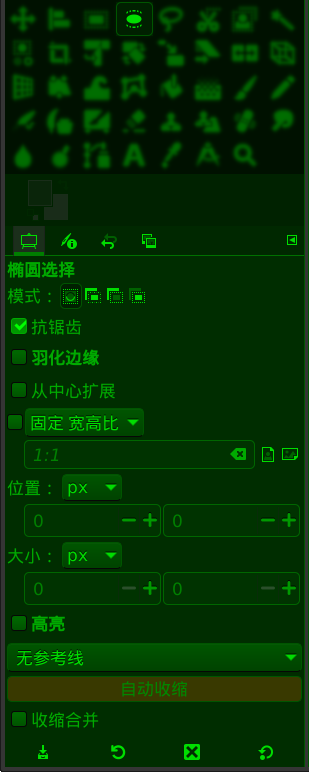 椭圆选择
模式：
抗锯齿
羽化边缘
从中心扩展
固定 宽高比
1:1
位置： px
0 0
大小： px
0 0
高亮
无参考线
自动收缩
收缩合并